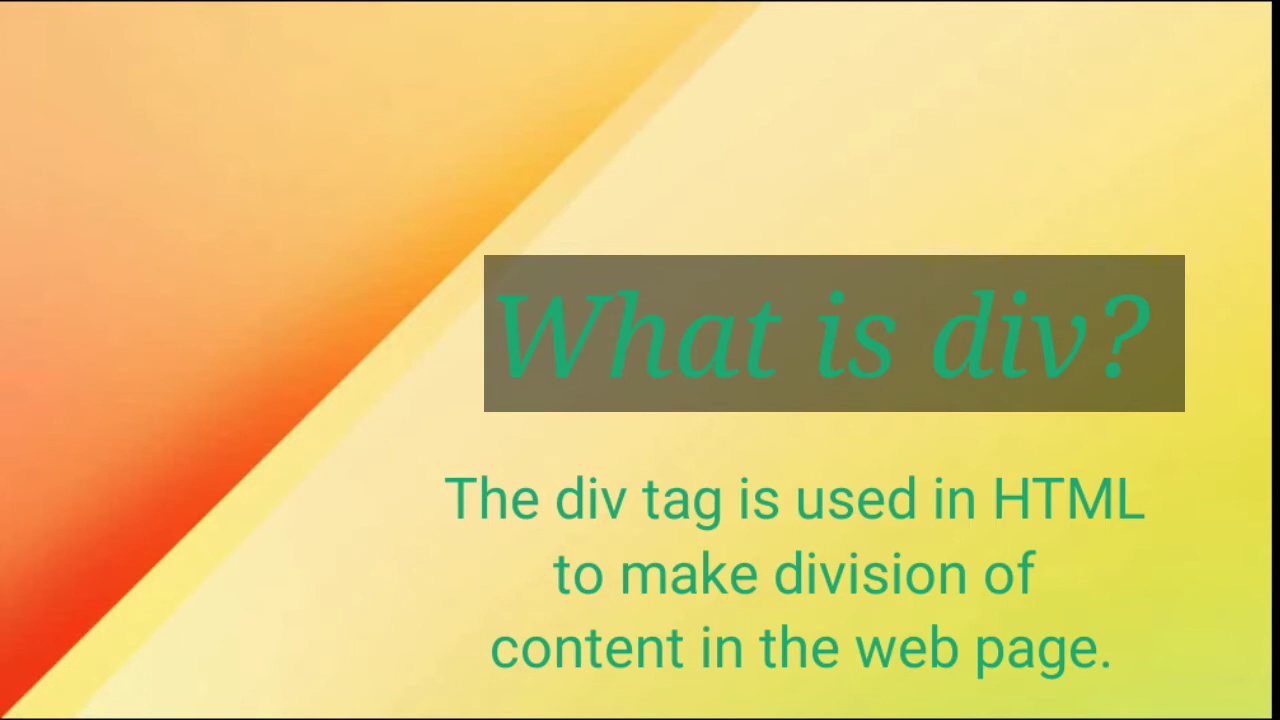 What is div?
The div tag is used in HTML
to make division of
content in the web page.